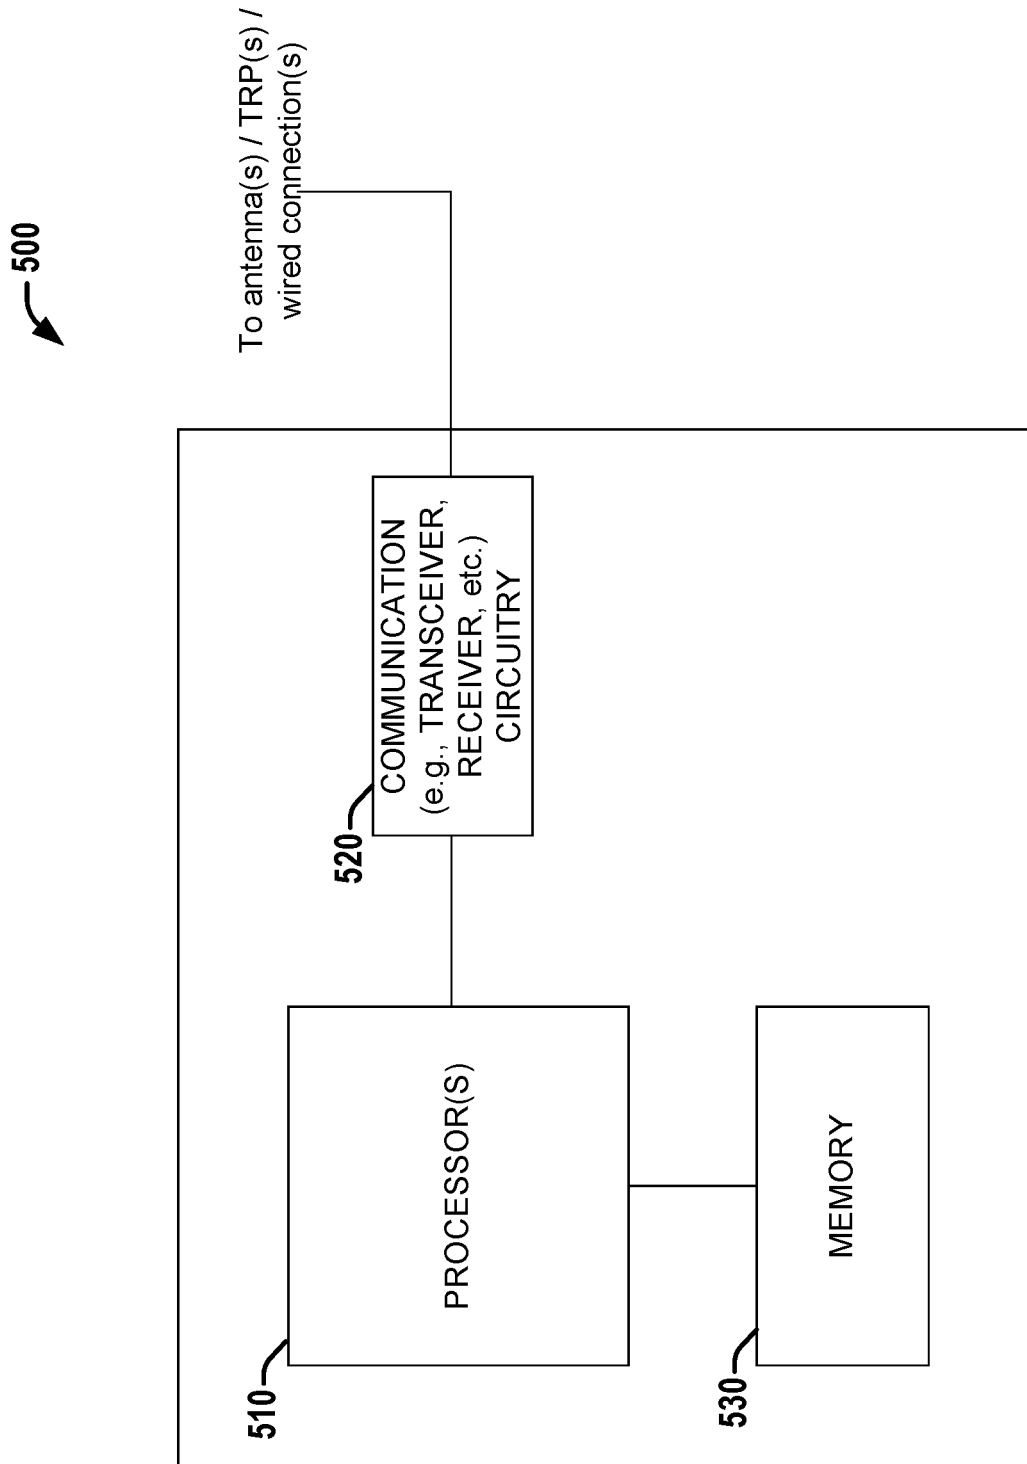 500
To antenna(s) / TRP(s) /
wired connection(s)
520
COMMUNICATION
(e.g., TRANSCEIVER,
RECEIVER, etc.)
CIRCUITRY
510
PROCESSOR(S)
530
MEMORY